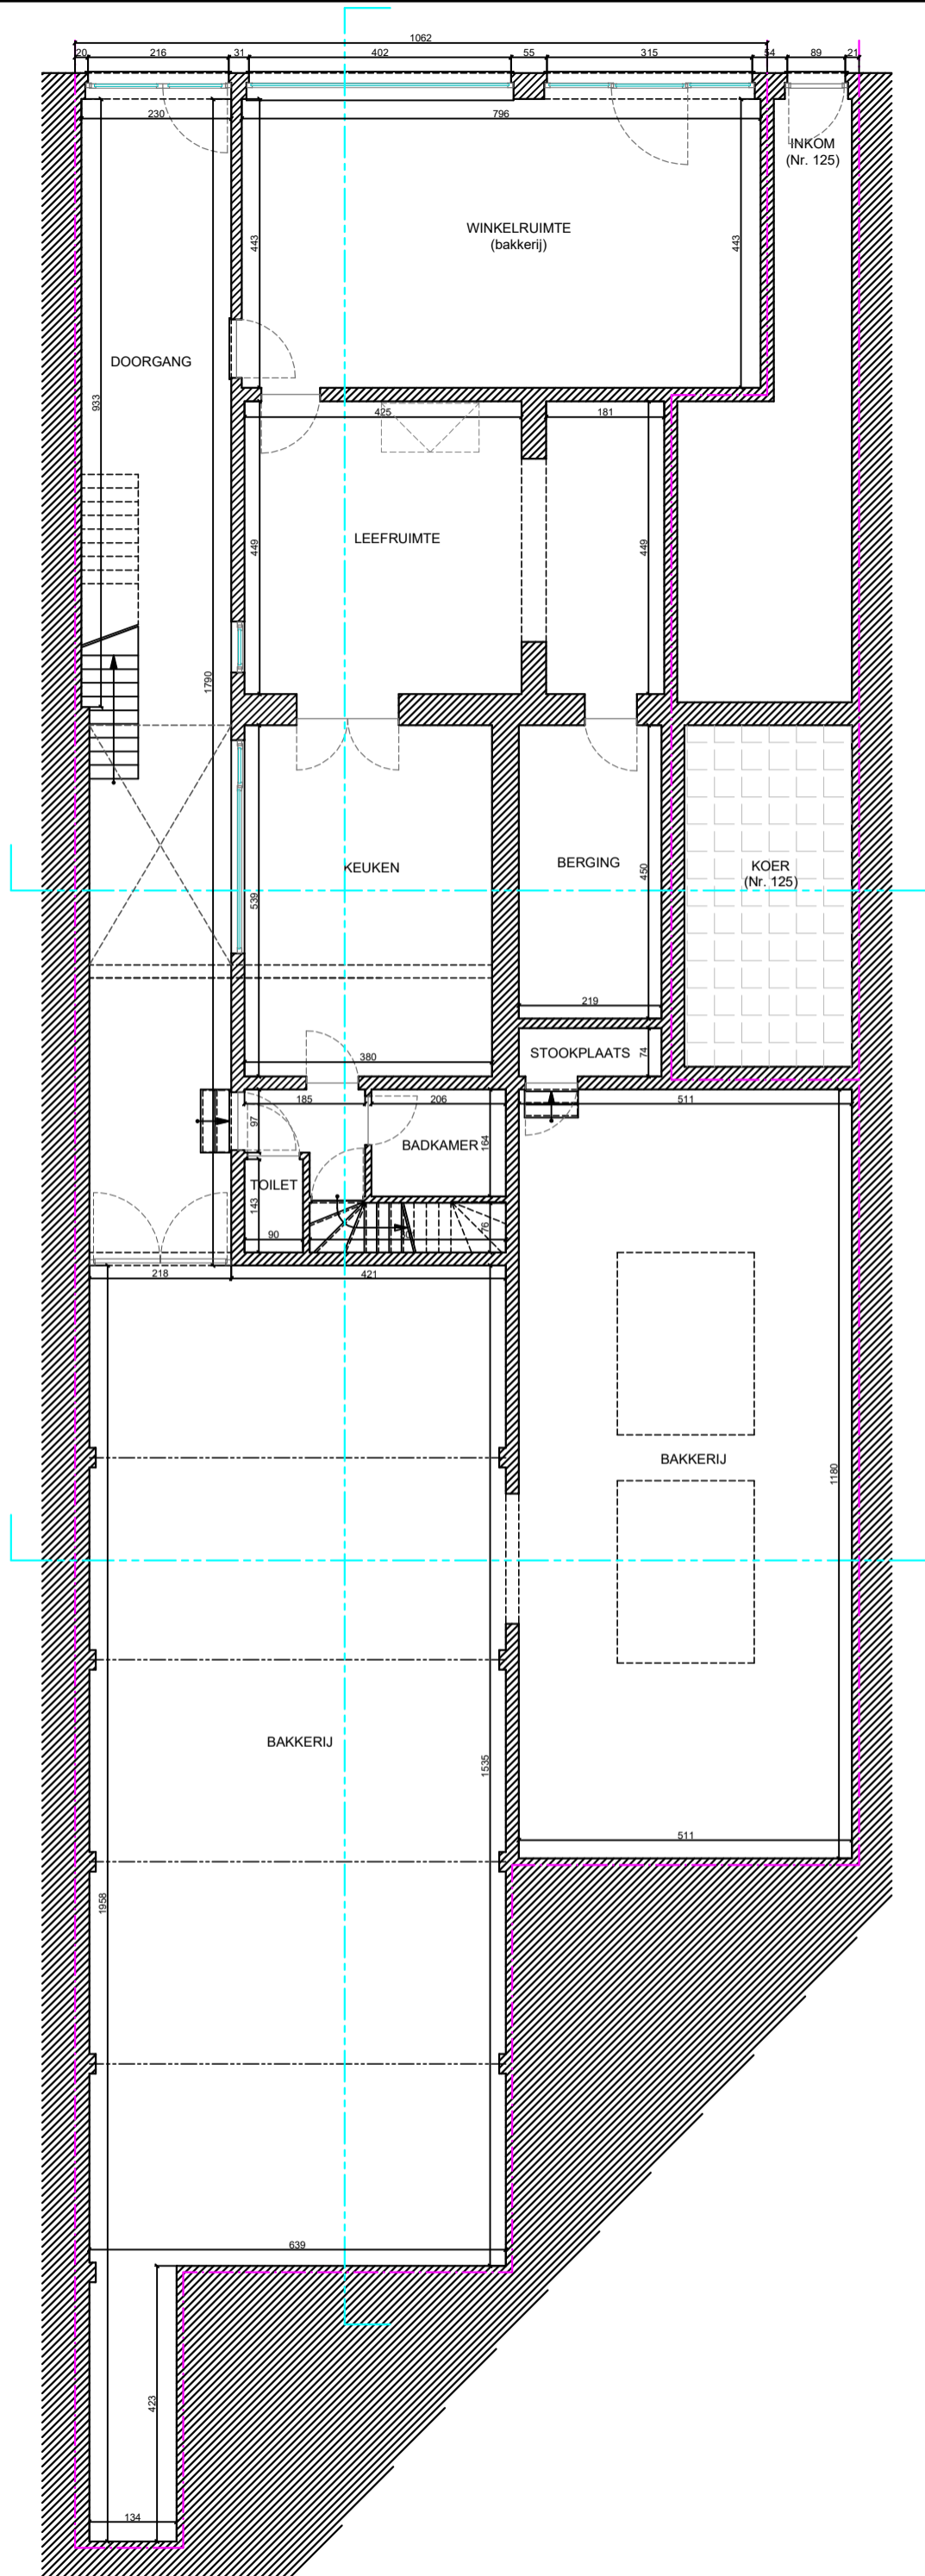 1062
20 216 31 402 55 315 54 89 21
230 796
INKOM
(Nr. 125)
WINKELRUIMTE
(bakkerij)
443 443
DOORGANG
933
425 181
LEEFRUIMTE
449 449
1790
KEUKEN BERGING KOER
(Nr. 125)
539 450
219
STOOKPLAATS 74
380
185 206 511
97
BADKAMER 164
TOILET
143
90 76
218 421
BAKKERIJ
1180
BAKKERIJ
1535
511
1958
639
423
134